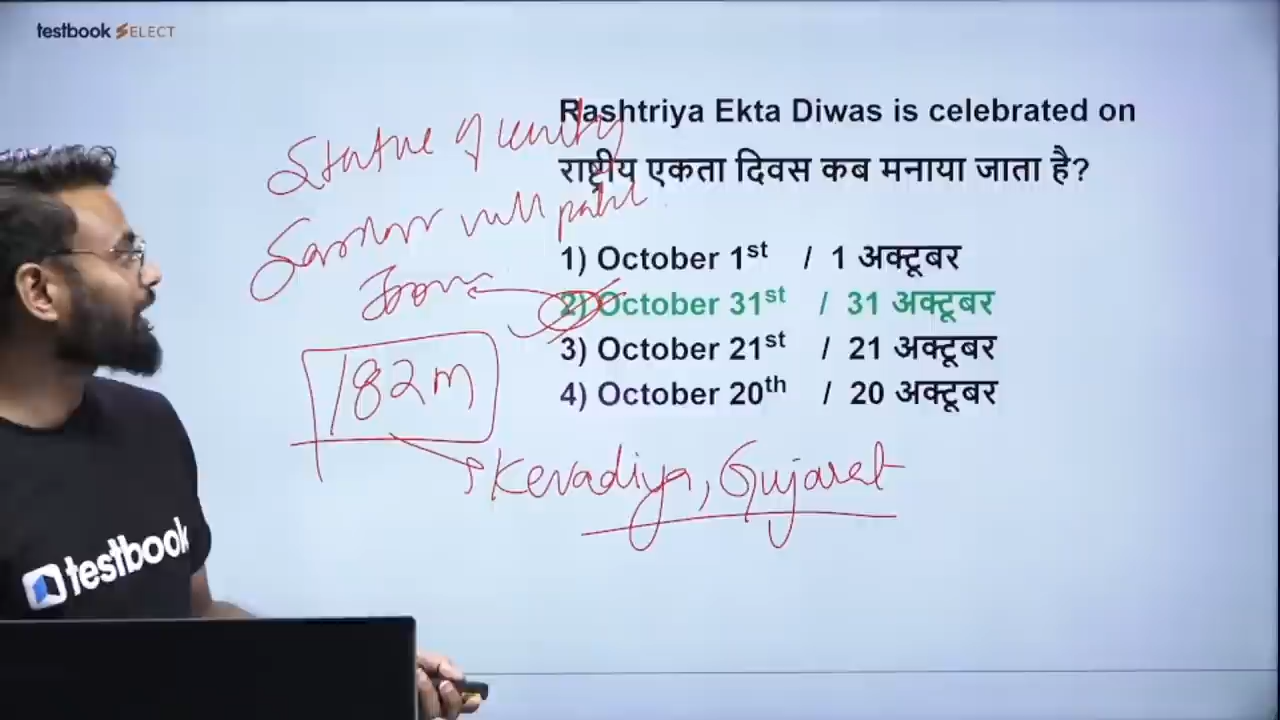 testbook SELECT
Rashtriya Ekta Diwas is celebrated on
राष्ट्रीय एकता दिवस कब मनाया जाता है?
Statue of unity
patel
1) October 1st / 1 अक्टूबर
2) October 31st / 31 अक्टूबर
3) October 21st / 21 अक्टूबर
4) October 20th / 20 अक्टूबर
182m
Kevadiya, Gujarat
testbook